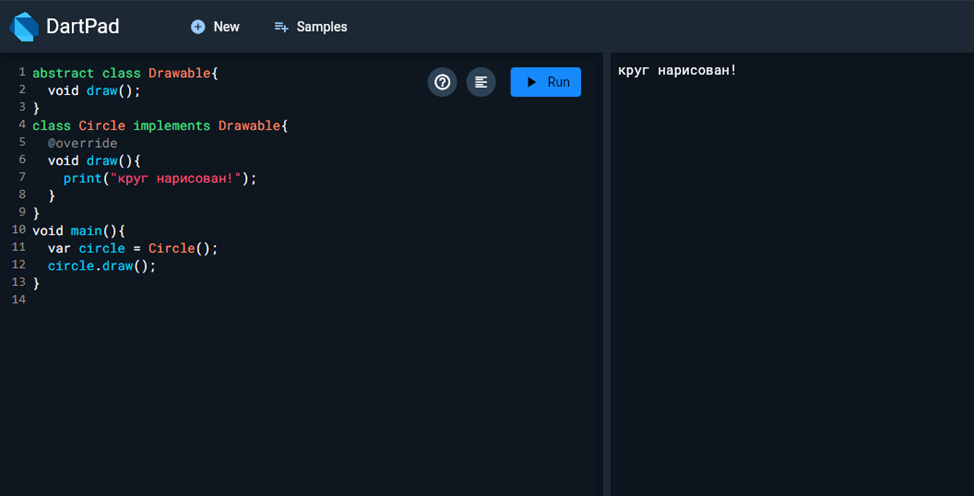 DartPad New Samples
1 abstract class Drawable{
2   void draw();
3 }
4 class Circle implements Drawable{
5   @override
6   void draw(){
7     print("круг нарисован!");
8   }
9 }
10 void main(){
11   var circle = Circle();
12   circle.draw();
13 }
14
Run
круг нарисован!